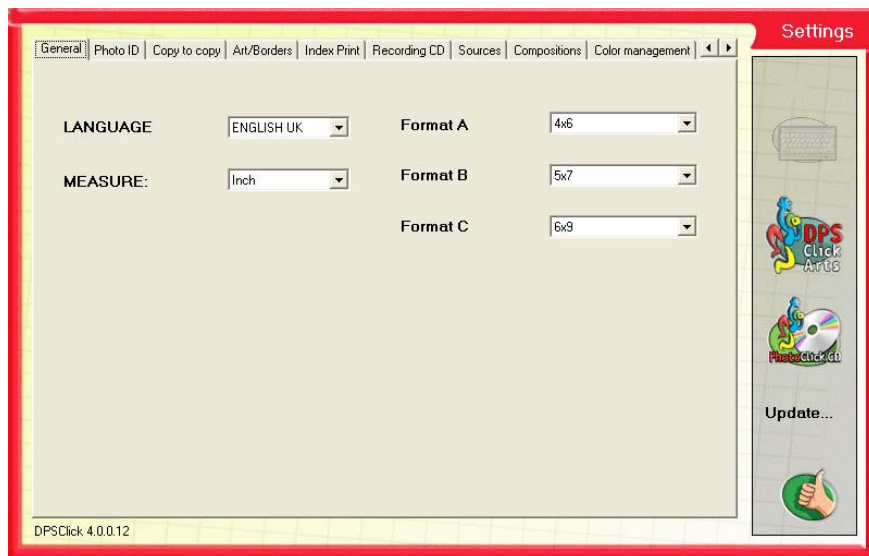 Settings
General Photo ID Copy to copy Art/Borders Index Print Recording CD Sources Compositions Color management
LANGUAGE ENGLISH UK Format A 4x6
MEASURE: Inch Format B 5x7
Format C 6x9
DPS
Click
Arts
PhotoClick.CD
Update...
DPSClick 4.0.0.12